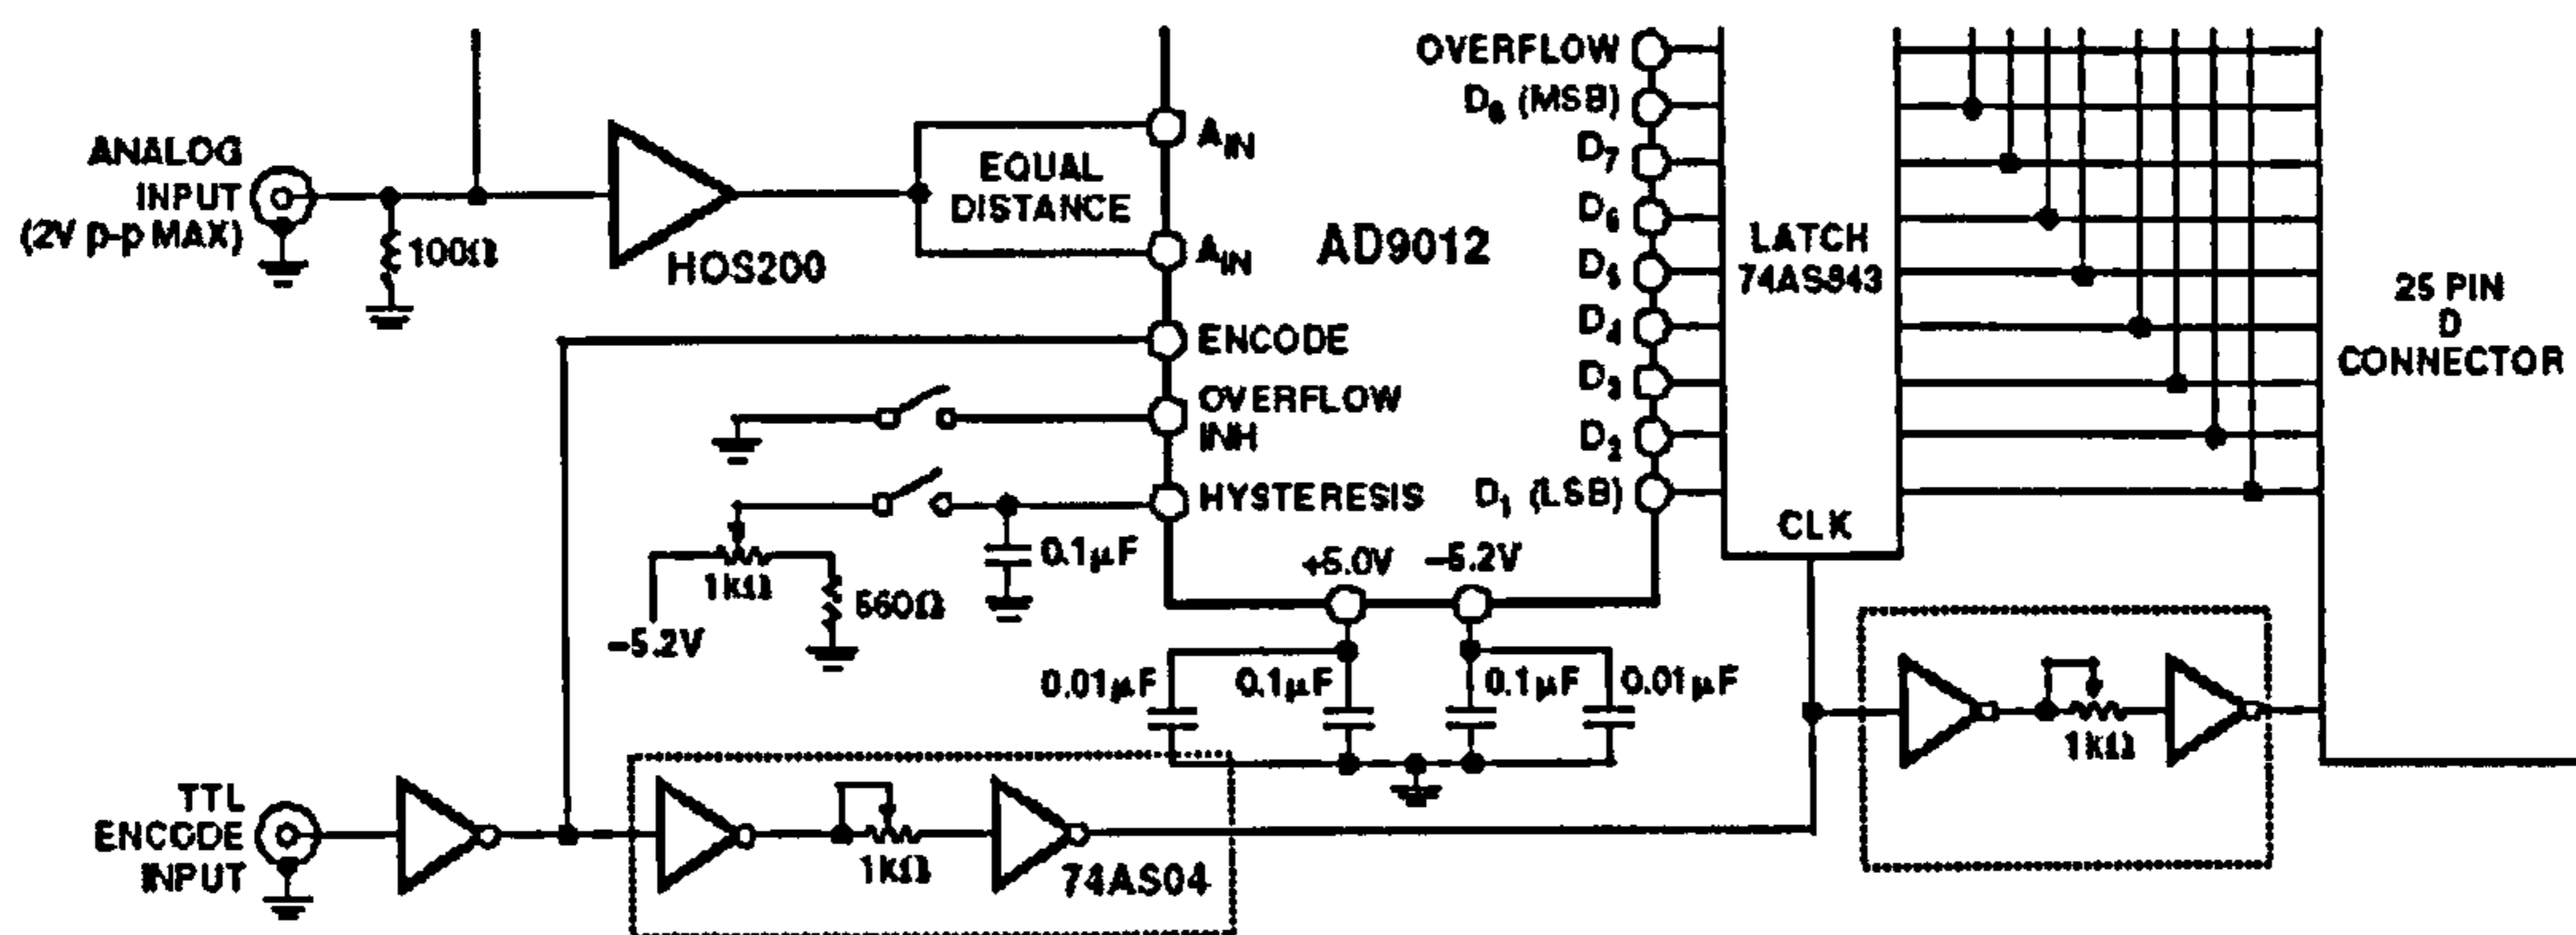 ANALOG
INPUT
(2V p-p MAX)
100Ω
HOS200
EQUAL
DISTANCE
AIN
AIN
ENCODE
OVERFLOW
INH
HYSTERESIS
AD9012
OVERFLOW
D8 (MSB)
D7
D6
D5
D4
D3
D2
D1 (LSB)
LATCH
74AS843
CLK
25 PIN
D
CONNECTOR
1kΩ
560Ω
-5.2V
0.1µF
+5.0V
-5.2V
0.01µF
0.1µF
0.1µF
0.01µF
TTL
ENCODE
INPUT
1kΩ
74AS04
1kΩ